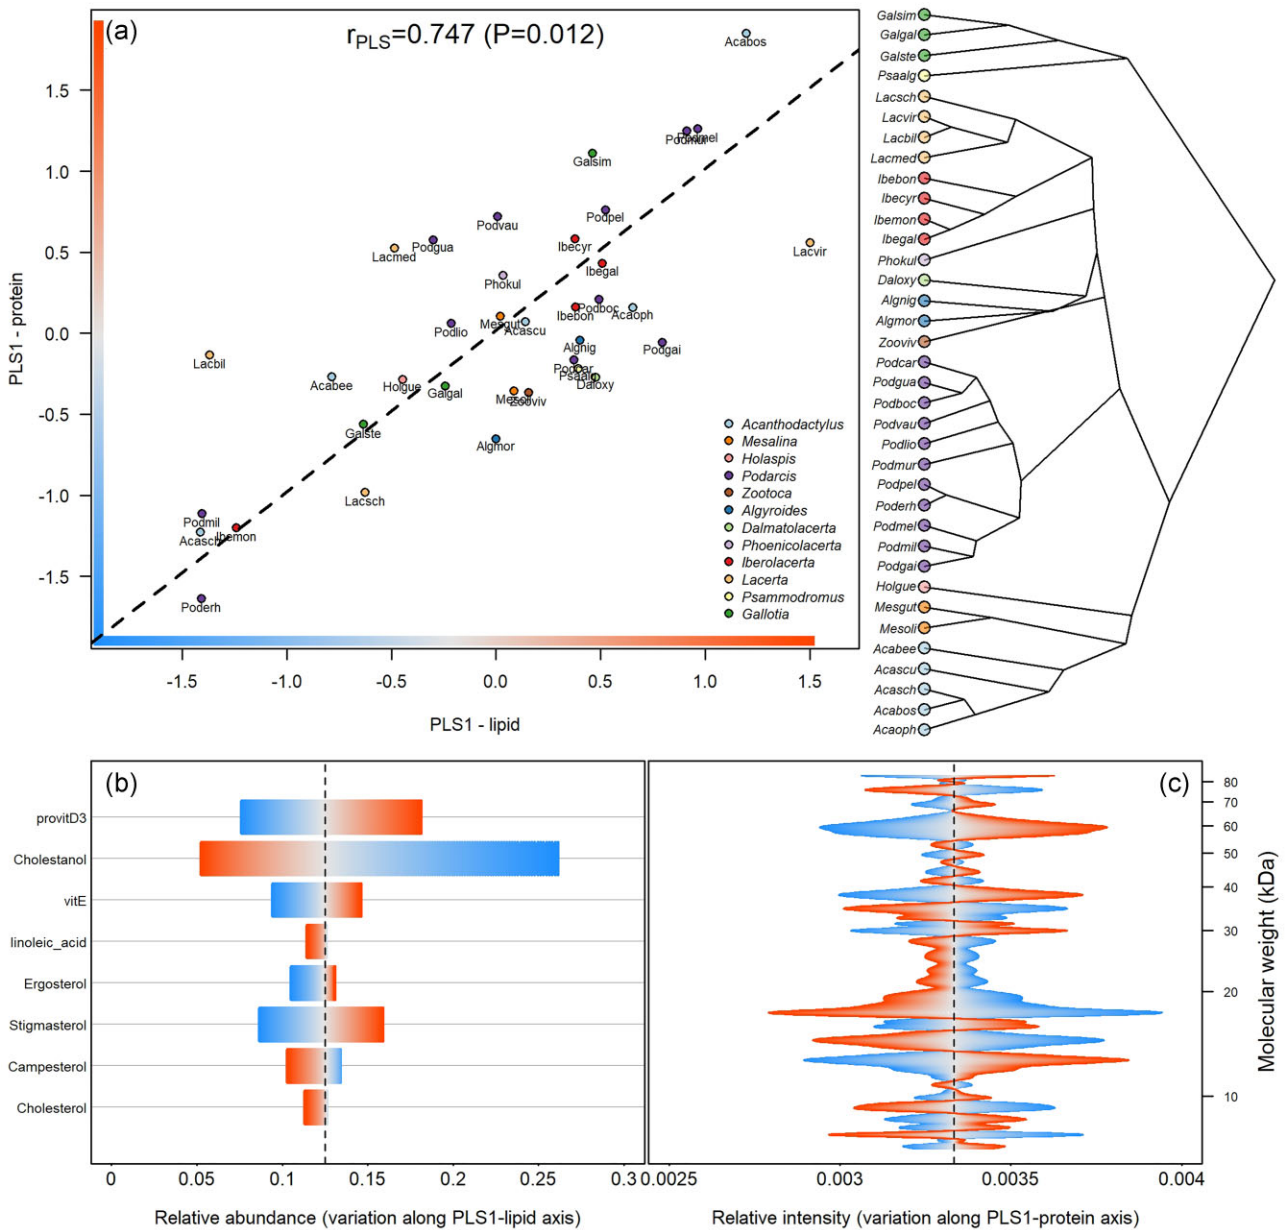 (a)
rPLS=0.747 (P=0.012)
PLS1 - protein
1.5
1.0
0.5
0.0
-0.5
-1.0
-1.5
Acabos
Podmur
Podmel
Galsim
Podpel
Podvau
Podgua
Lacmed
Ibecyr
Lacvir
Ibegal
Phokul
Podboc
Ibebon
Acaoph
Mesgut
Acascu
Podlio
Algnig
Podgai
Lacbil
Podcar
Psaalg
Daloxy
Acabee
Holgue
Galgal
Mesoli
Zooviv
Galste
Algmor
Lacsch
Podmil
Acasch
Ibemon
Poderh
Acanthodactylus
Mesalina
Holaspis
Podarcis
Zootoca
Algyroides
Dalmatolacerta
Phoenicolacerta
Iberolacerta
Lacerta
Psammodromus
Gallotia
-1.5 -1.0 -0.5 0.0 0.5 1.0 1.5
PLS1 - lipid
Galsim
Galgal
Galste
Psaalg
Lacsch
Lacvir
Lacbil
Lacmed
Ibebon
Ibecyr
Ibemon
Ibegal
Phokul
Daloxy
Algnig
Algmor
Zooviv
Podcar
Podgua
Podboc
Podvau
Podlio
Podmur
Podpel
Poderh
Podmel
Podmil
Podgai
Holgue
Mesgut
Mesoli
Acabee
Acascu
Acasch
Acabos
Acaoph
(b)
provitD3
Cholestanol
vitE
linoleic_acid
Ergosterol
Stigmasterol
Campesterol
Cholesterol
0 0.05 0.1 0.15 0.2 0.25 0.3
Relative abundance (variation along PLS1-lipid axis)
(c)
80
70
60
50
40
30
20
10
Molecular weight (kDa)
0.0025 0.003 0.0035 0.004
Relative intensity (variation along PLS1-protein axis)